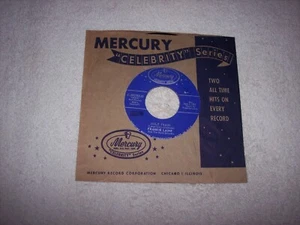 MERCURY
"CELEBRITY" Series
TWO
ALL TIME
HITS ON
EVERY
RECORD
FRANKIE LAINE
Mercury
MERCURY RECORD CORPORATION CHICAGO 1, ILLINOIS